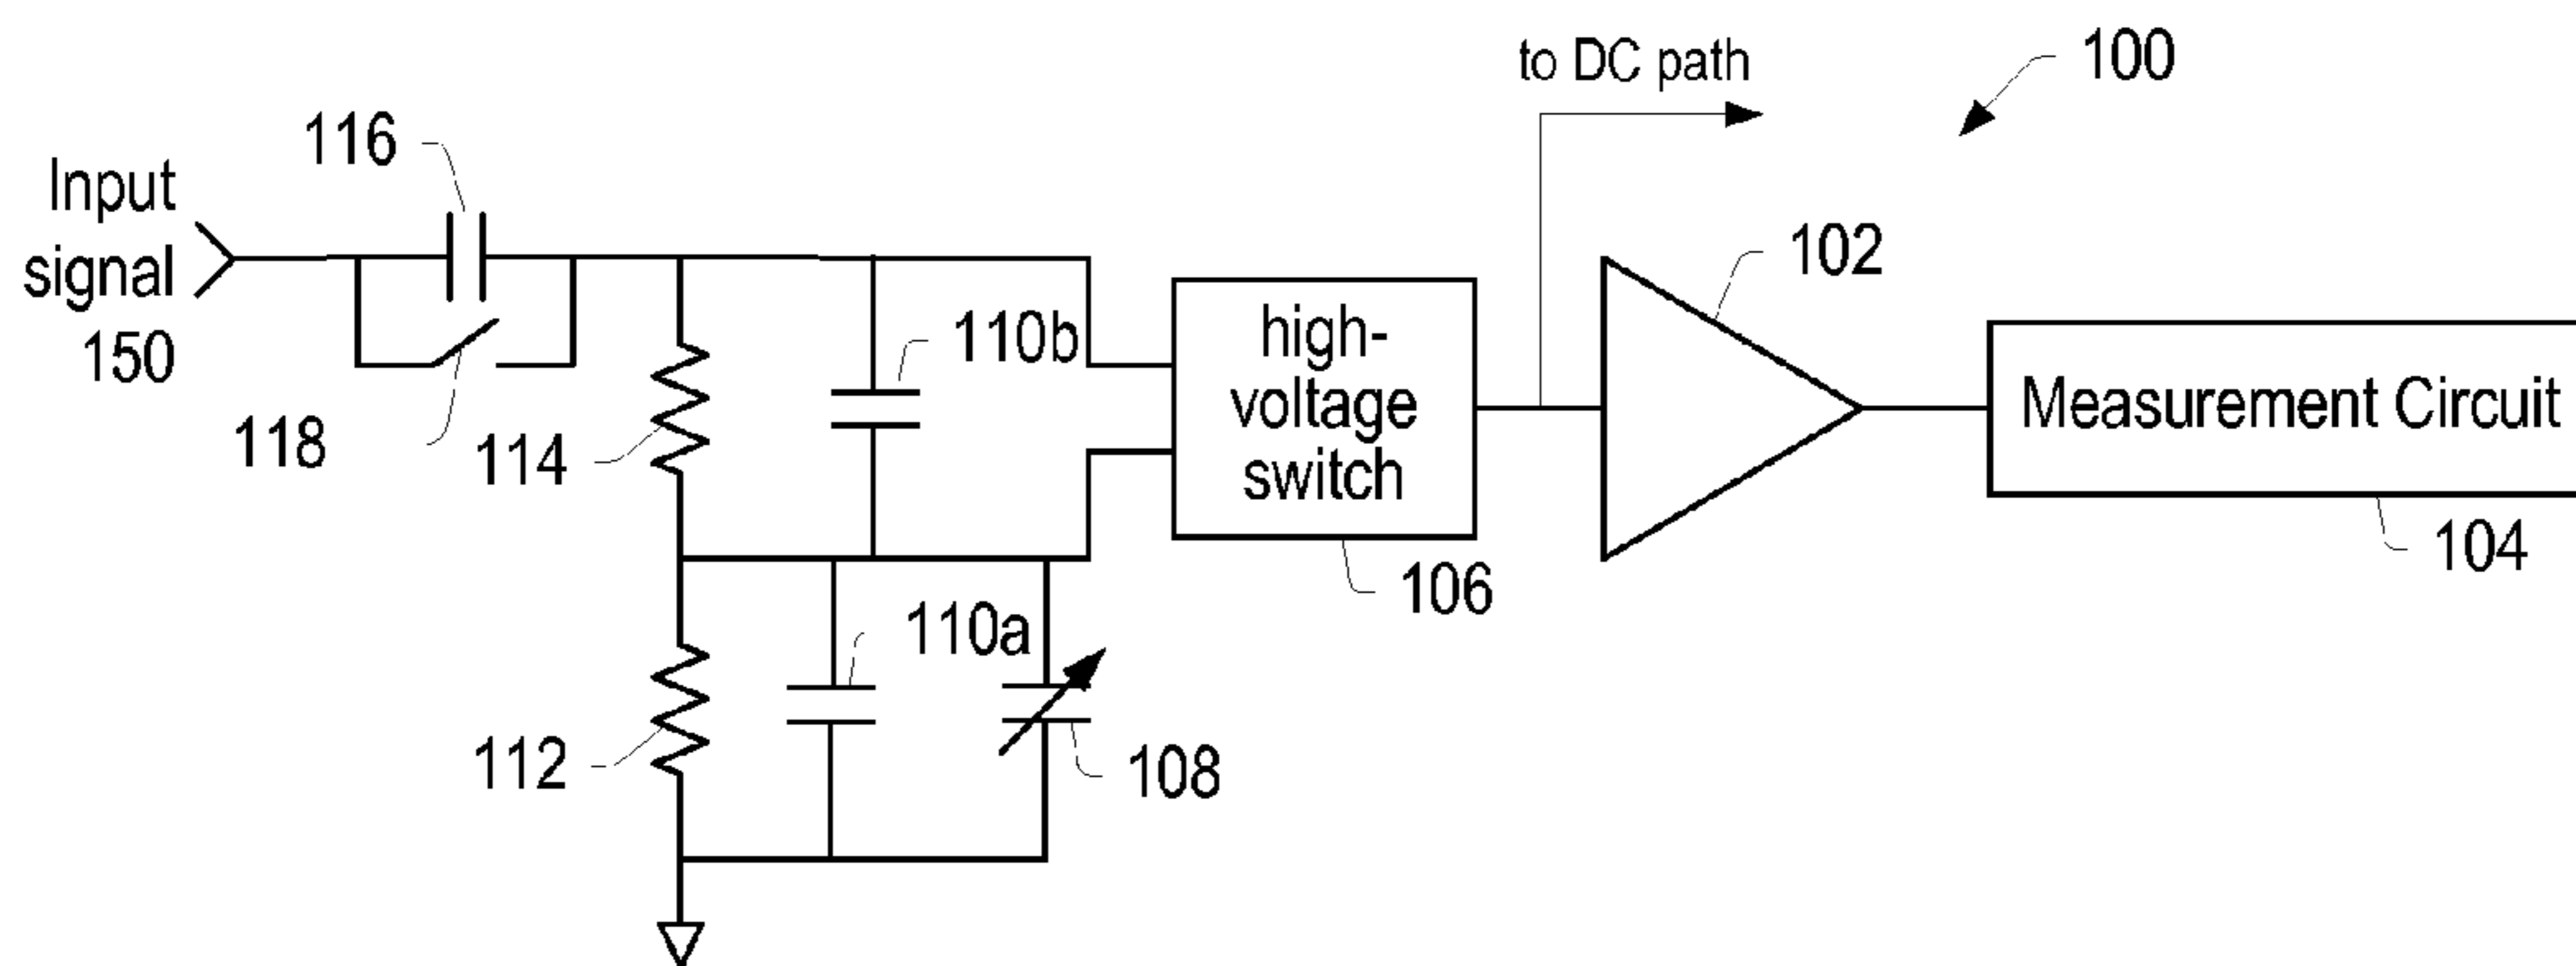 to DC path
100
116
Input
signal
150
118
114
110b
high-
voltage
switch
102
Measurement Circuit
104
106
110a
112
108